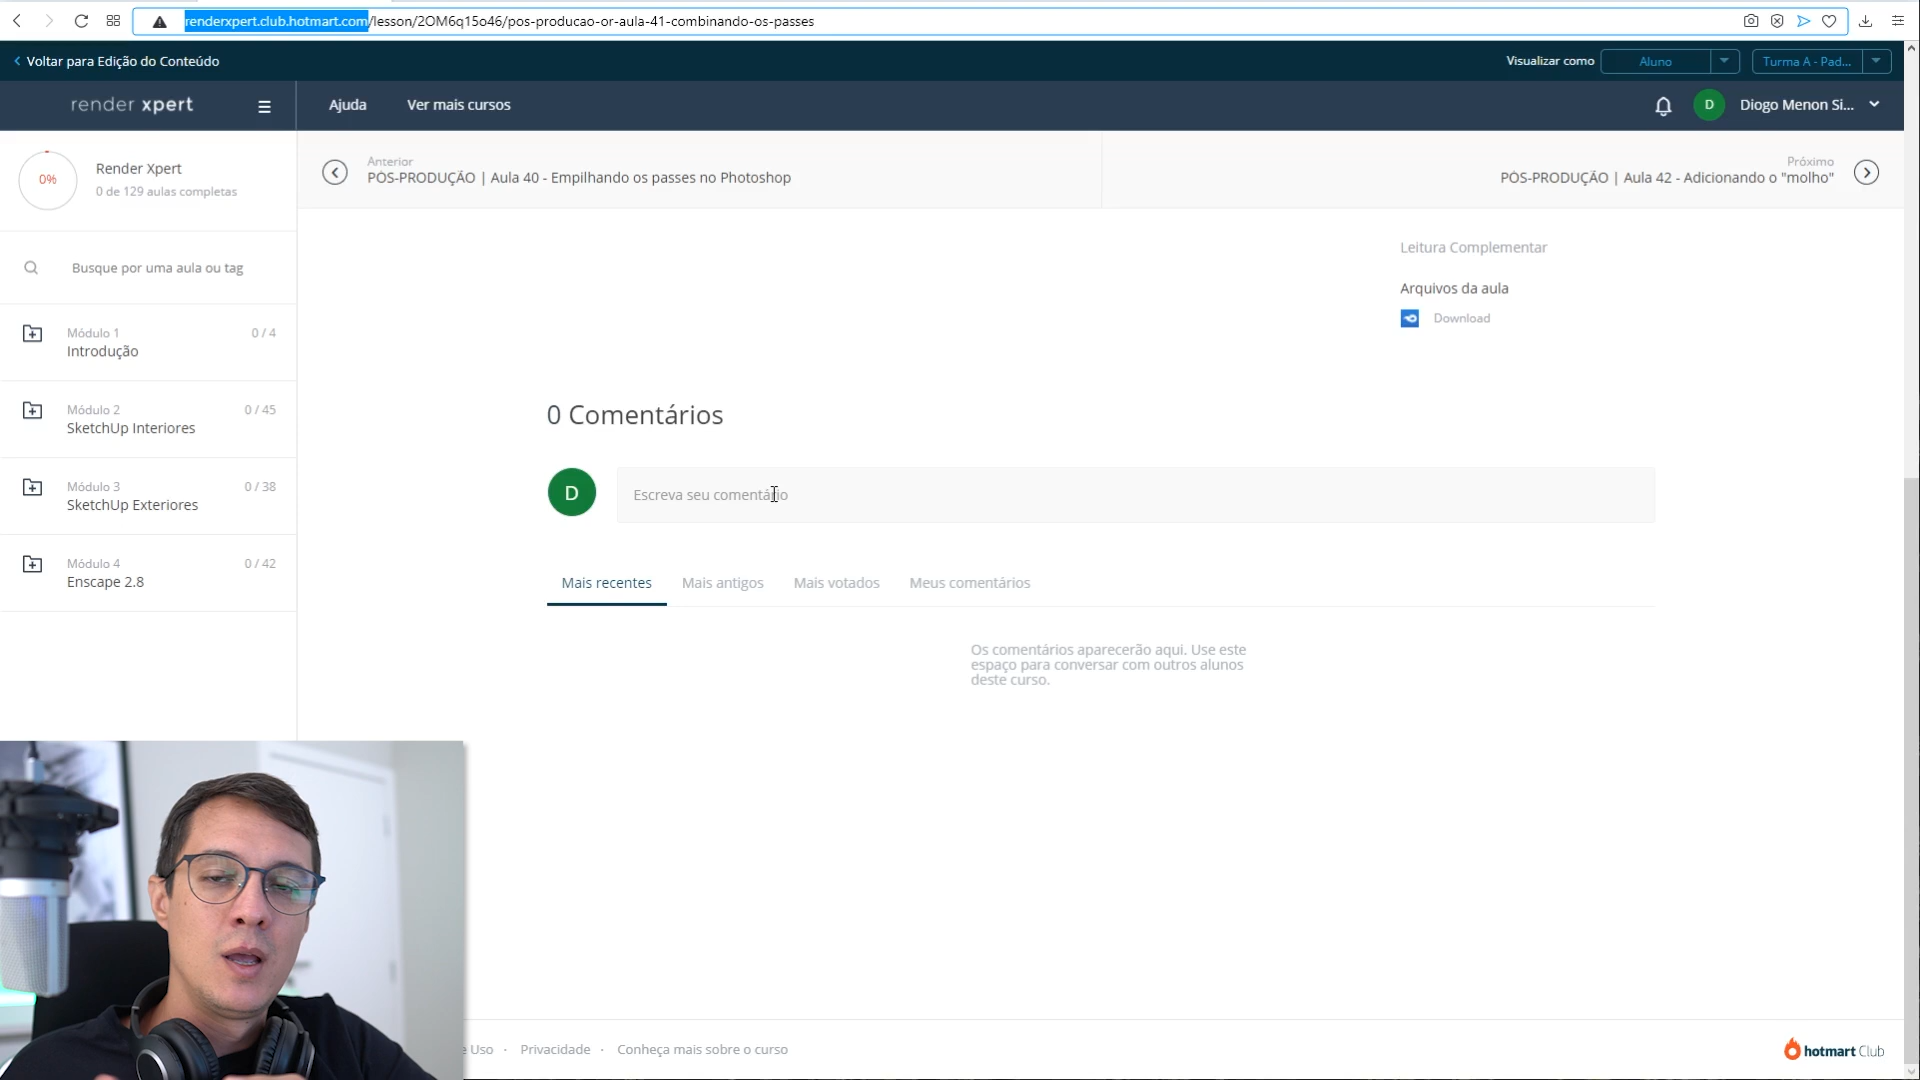 renderxpert.club.hotmart.com/lesson/2OM6q15o46/pos-producao-or-aula-41-combinando-os-passes
Voltar para Edição do Conteúdo
Visualizar como
Aluno
Turma A - Pad...
render xpert
Ajuda
Ver mais cursos
D
Diogo Menon Si...
0%
Render Xpert
0 de 129 aulas completas
Anterior
PÓS-PRODUÇÃO | Aula 40 - Empilhando os passes no Photoshop
Próximo
PÓS-PRODUÇÃO | Aula 42 - Adicionando o "molho"
Busque por uma aula ou tag
Módulo 1
0 / 4
Introdução
Módulo 2
0 / 45
SketchUp Interiores
Módulo 3
0 / 38
SketchUp Exteriores
Módulo 4
0 / 42
Enscape 2.8
Leitura Complementar
Arquivos da aula
Download
0 Comentários
D
Escreva seu comentário
Mais recentes
Mais antigos
Mais votados
Meus comentários
Os comentários aparecerão aqui. Use este
espaço para conversar com outros alunos
deste curso.
e Uso · Privacidade · Conheça mais sobre o curso
hotmart Club